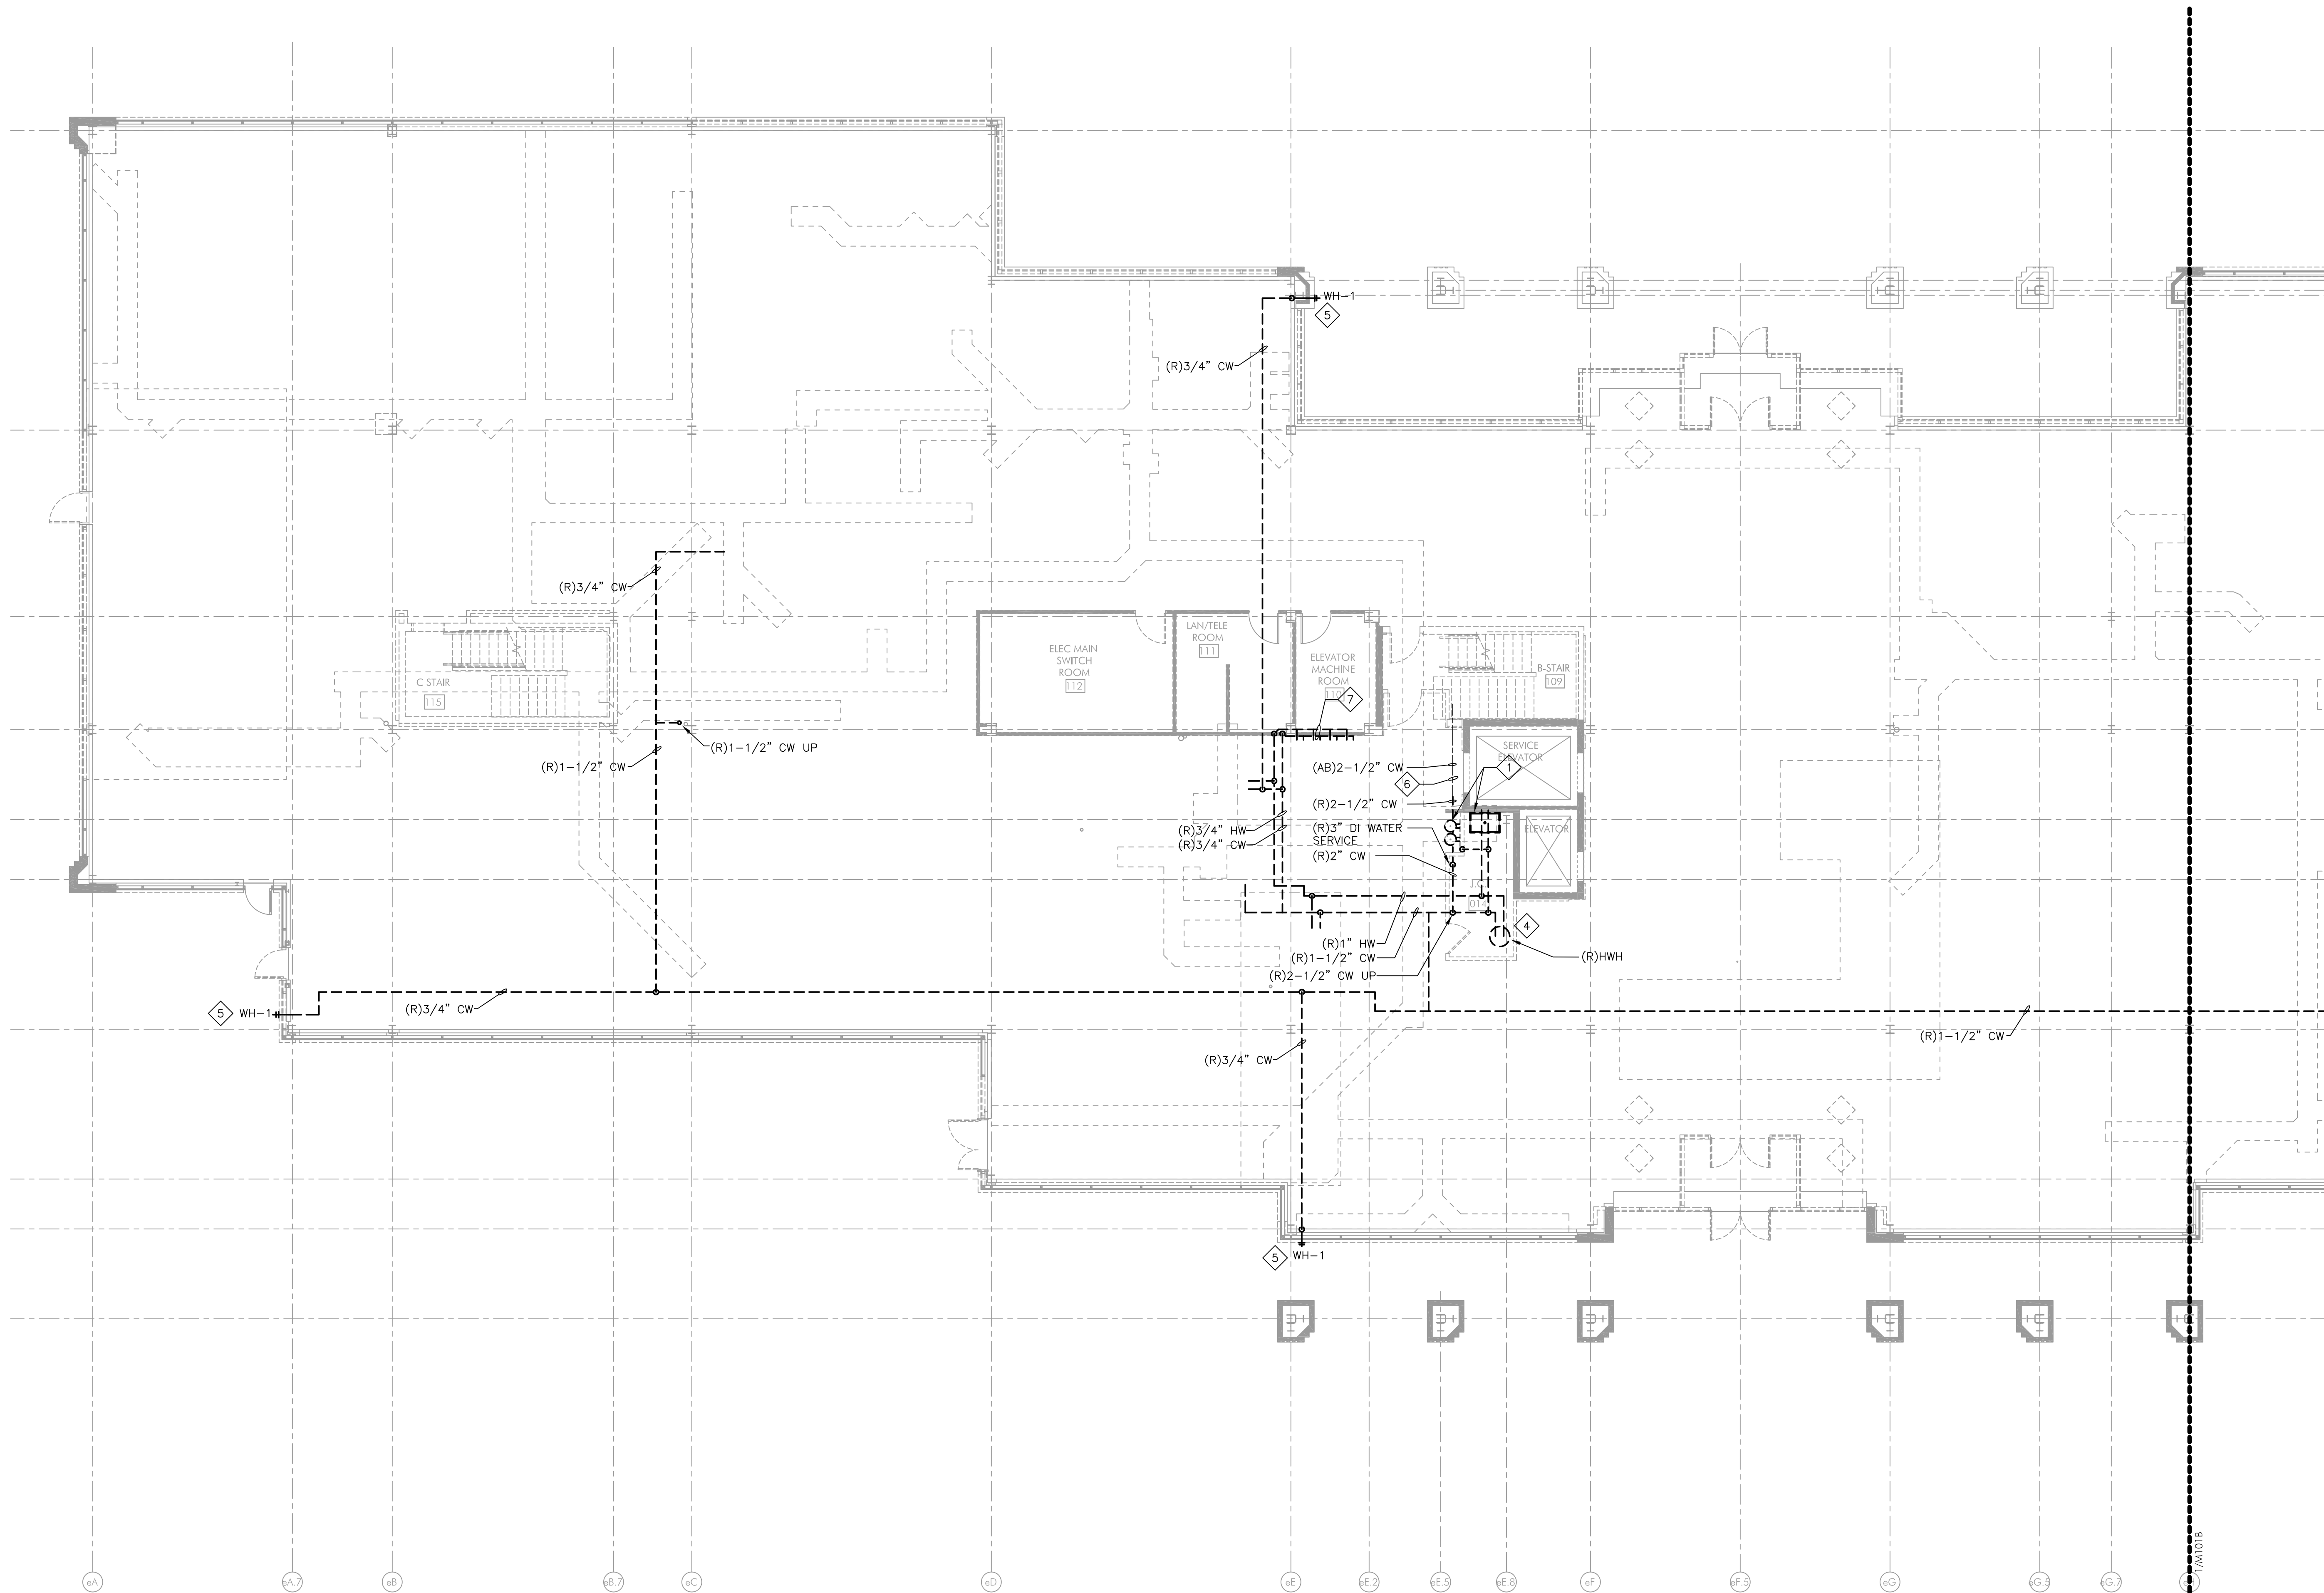 WH-1
5
(R)3/4" CW
(R)3/4" CW
ELEC MAIN
SWITCH
ROOM
112
LAN/TELE
ROOM
111
ELEVATOR
MACHINE
ROOM
110
7
B-STAIR
109
C STAIR
115
(R)1-1/2" CW UP
(R)1-1/2" CW
SERVICE
ELEVATOR
1
(AB)2-1/2" CW
6
(R)2-1/2" CW
(R)3/4" HW
(R)3/4" CW
(R)3" DI WATER
SERVICE
(R)2" CW
ELEVATOR
4
(R)1" HW
(R)1-1/2" CW
(R)2-1/2" CW UP
(R)HWH
5
WH-1
(R)3/4" CW
(R)1-1/2" CW
(R)3/4" CW
5
WH-1
1/M101B
eA
eA.7
eB
eB.7
eC
eD
eE
eE.2
eE.5
eE.8
eF
eF.5
eG
eG.5
eG.7